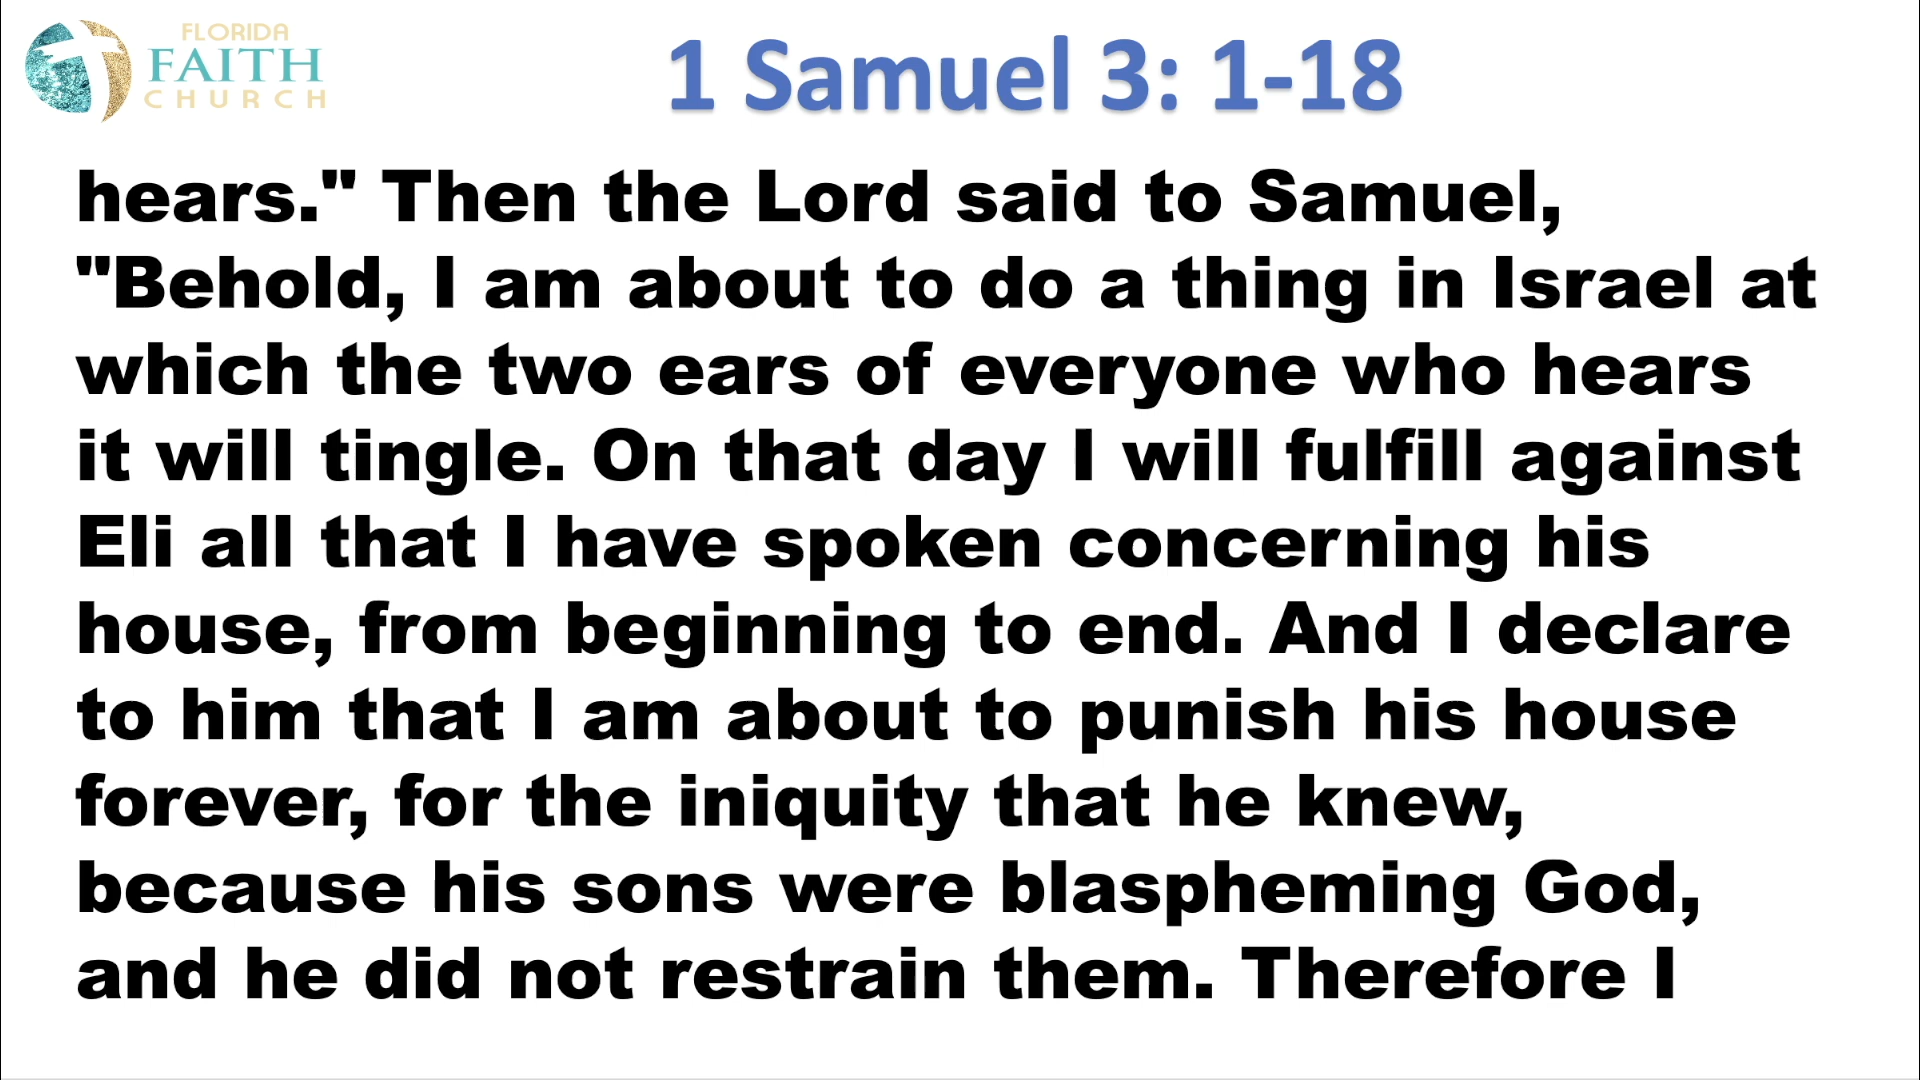 FLORIDA
FAITH
CHURCH
1 Samuel 3: 1-18
hears." Then the Lord said to Samuel,
"Behold, I am about to do a thing in Israel at
which the two ears of everyone who hears
it will tingle. On that day I will fulfill against
Eli all that I have spoken concerning his
house, from beginning to end. And I declare
to him that I am about to punish his house
forever, for the iniquity that he knew,
because his sons were blaspheming God,
and he did not restrain them. Therefore I